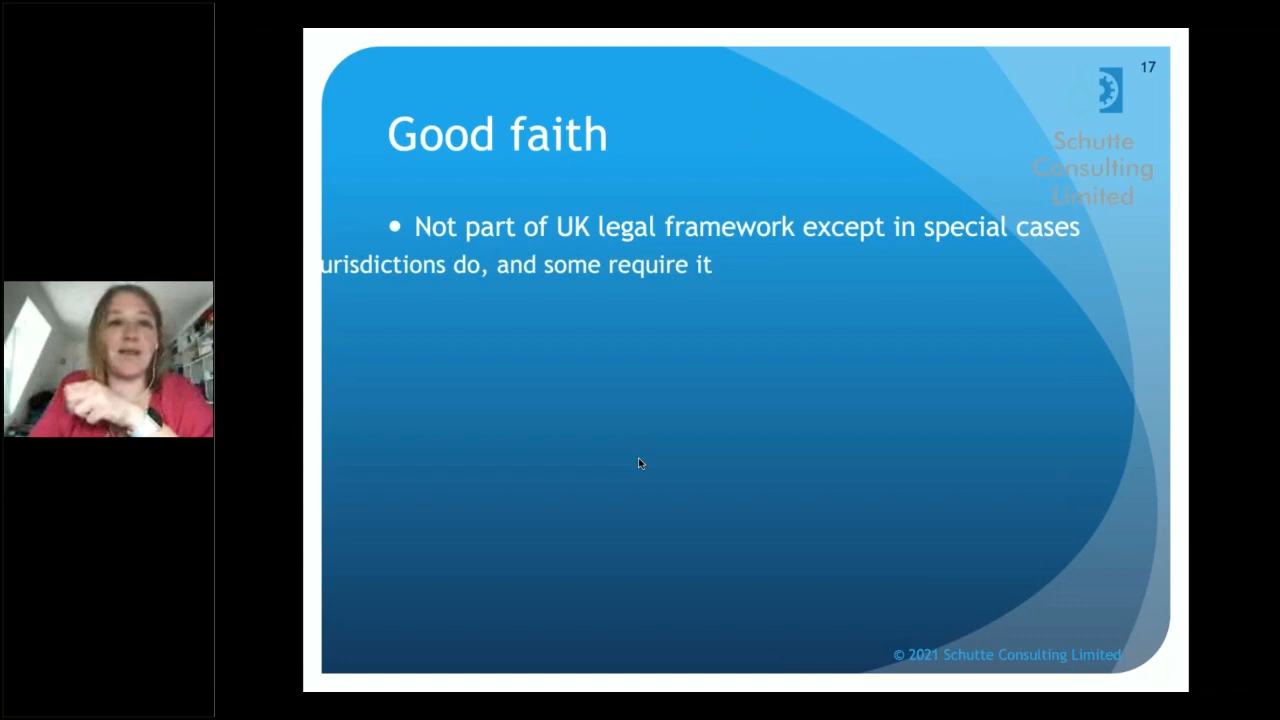 17
Schutte
Consulting
Limited
Good faith
• Not part of UK legal framework except in special cases
urisdictions do, and some require it
© 2021 Schutte Consulting Limited